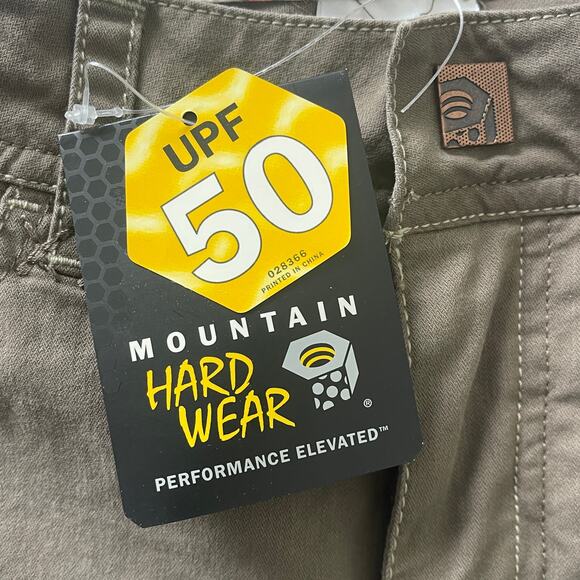 UPF
50
028366
PRINTED IN CHINA
MOUNTAIN
HARD
WEAR
®
PERFORMANCE ELEVATED™